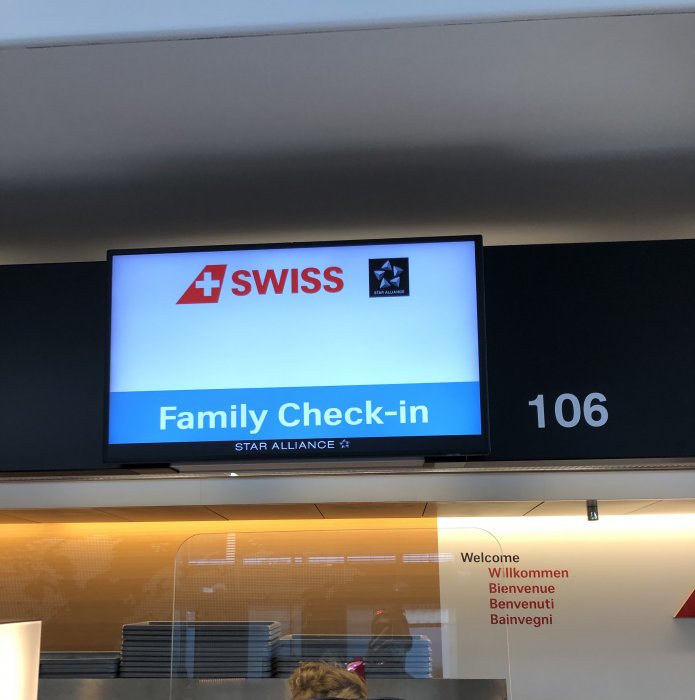 SWISS
STAR ALLIANCE
Family Check-in
STAR ALLIANCE
106
Welcome
Willkommen
Bienvenue
Benvenuti
Bainvegni